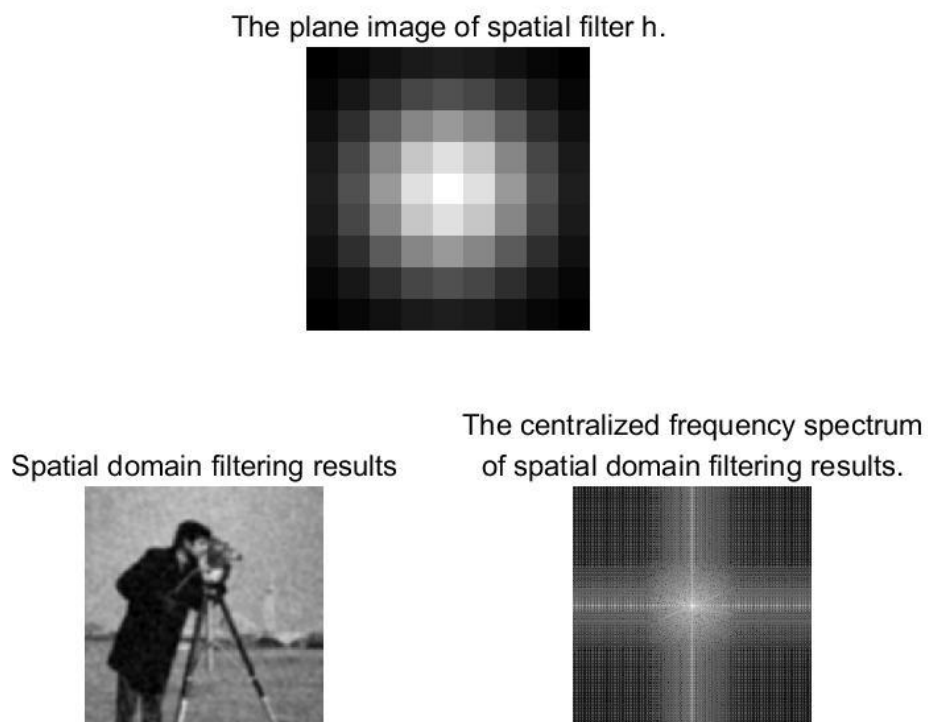 The plane image of spatial filter h.
Spatial domain filtering results
The centralized frequency spectrum
of spatial domain filtering results.